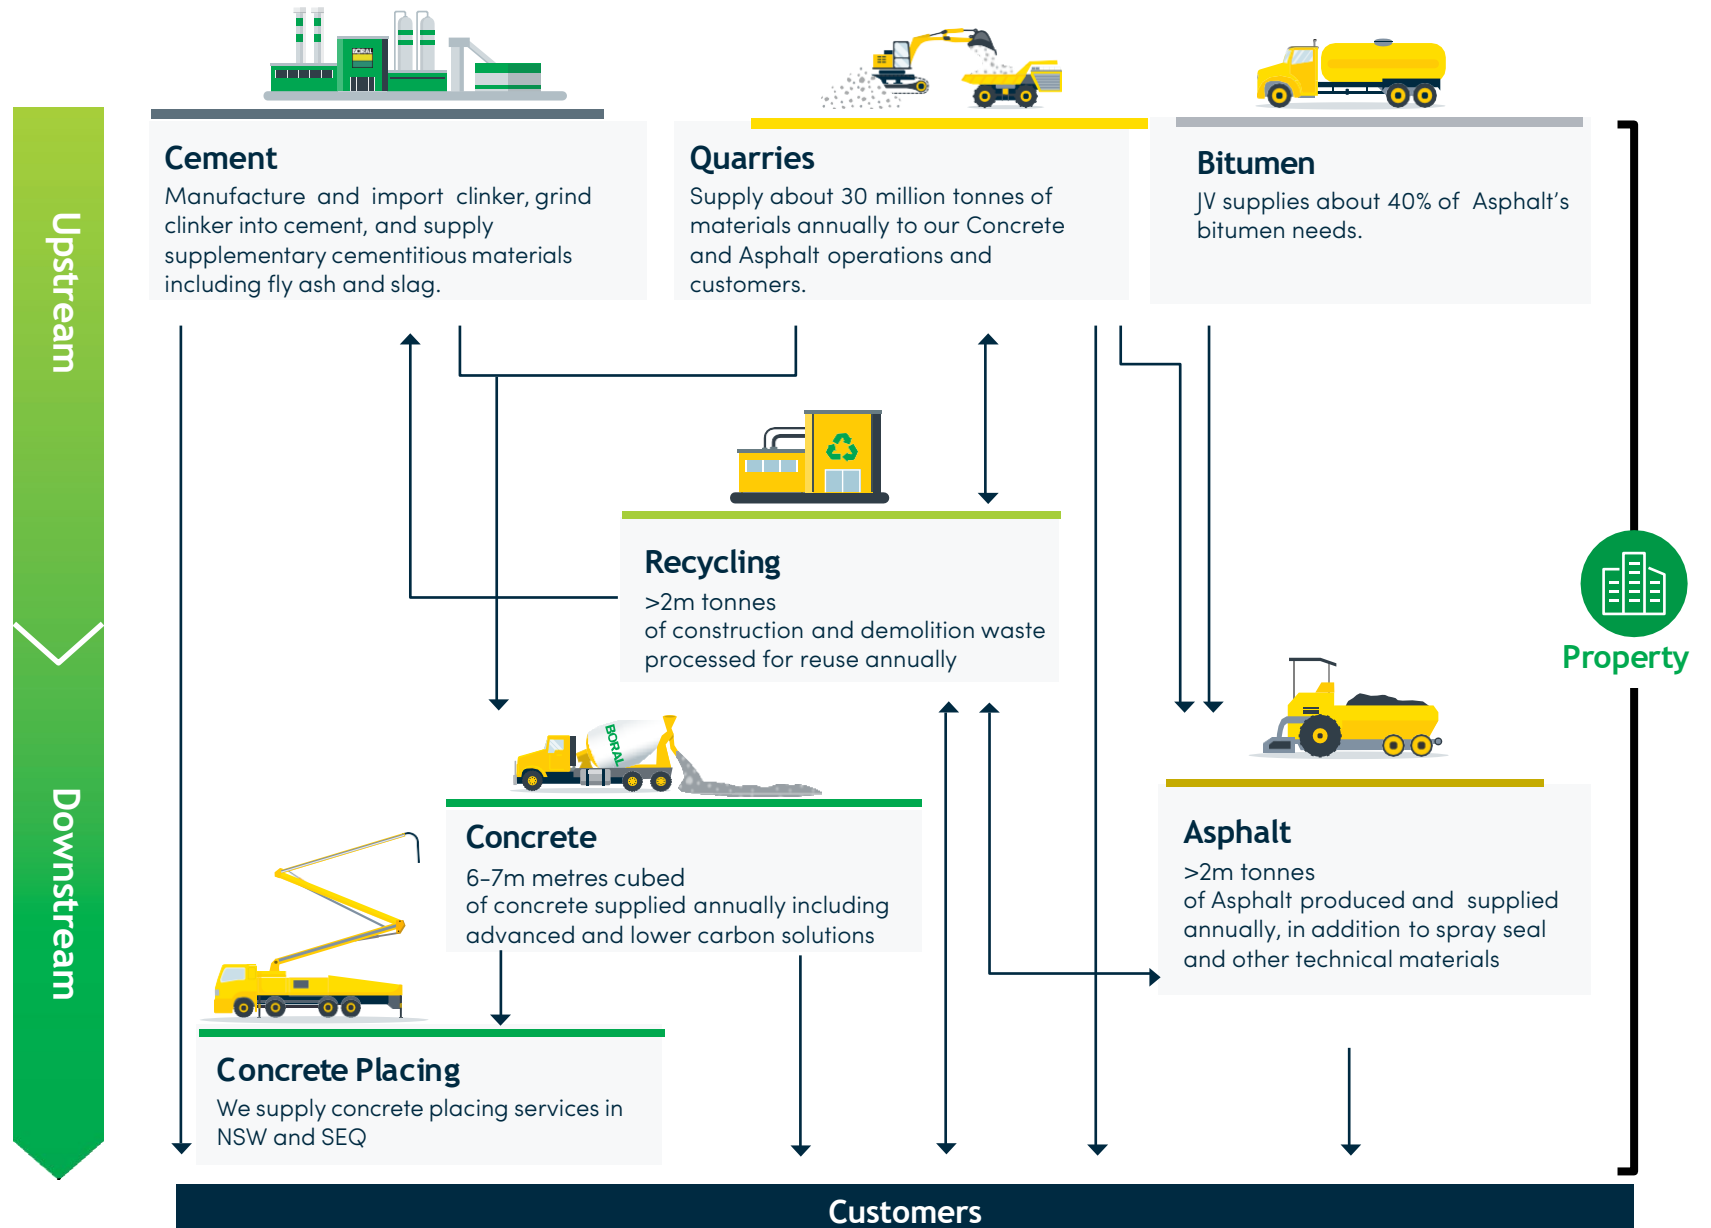 BORAL
Cement
Manufacture and import clinker, grind
clinker into cement, and supply
supplementary cementitious materials
including fly ash and slag.
Quarries
Supply about 30 million tonnes of
materials annually to our Concrete
and Asphalt operations and
customers.
Bitumen
JV supplies about 40% of Asphalt's
bitumen needs.
Upstream
Recycling
>2m tonnes
of construction and demolition waste
processed for reuse annually
Property
BORAL
Downstream
Concrete
6-7m metres cubed
of concrete supplied annually including
advanced and lower carbon solutions
Asphalt
>2m tonnes
of Asphalt produced and supplied
annually, in addition to spray seal
and other technical materials
Concrete Placing
We supply concrete placing services in
NSW and SEQ
Customers